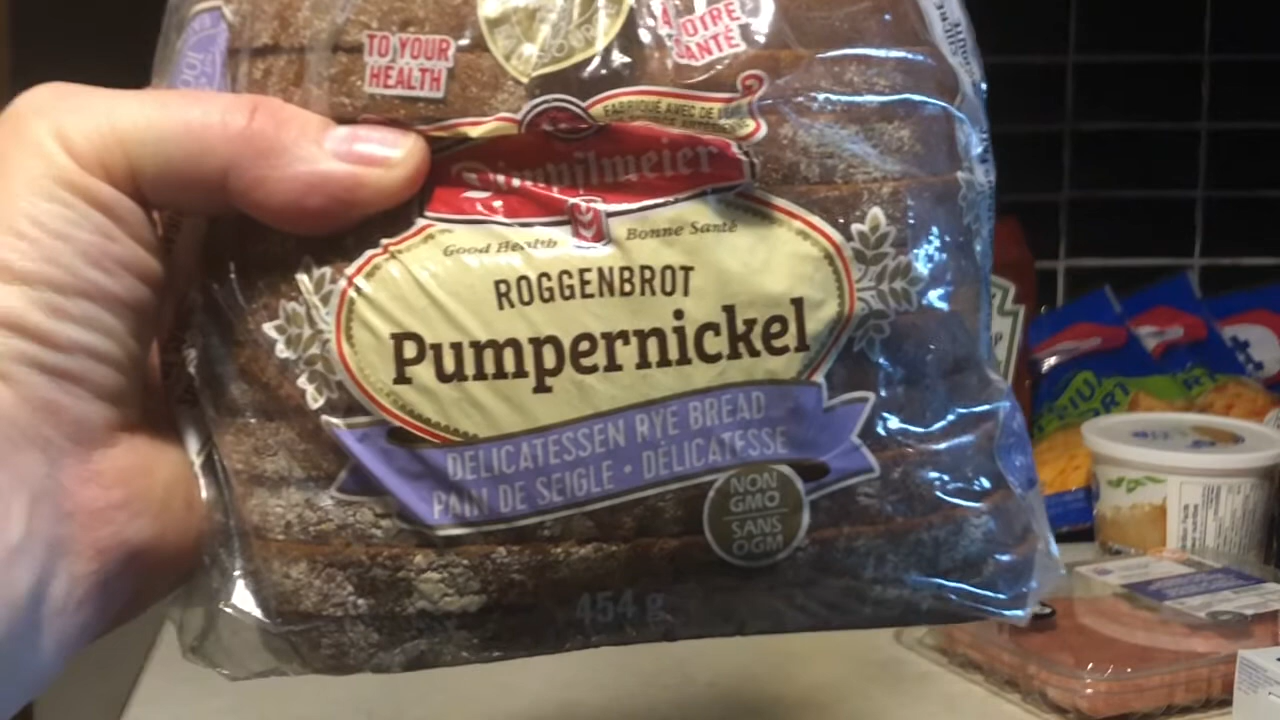 TO YOUR
HEALTH
À VOTRE
SANTÉ
FABRIQUÉ AVEC DE
Dimpflmeier
Good Health Bonne Santé
ROGGENBROT
Pumpernickel
DELICATESSEN RYE BREAD
PAIN DE SEIGLE • DÉLICATESSE
NON
GMO
SANS
OGM
454 g